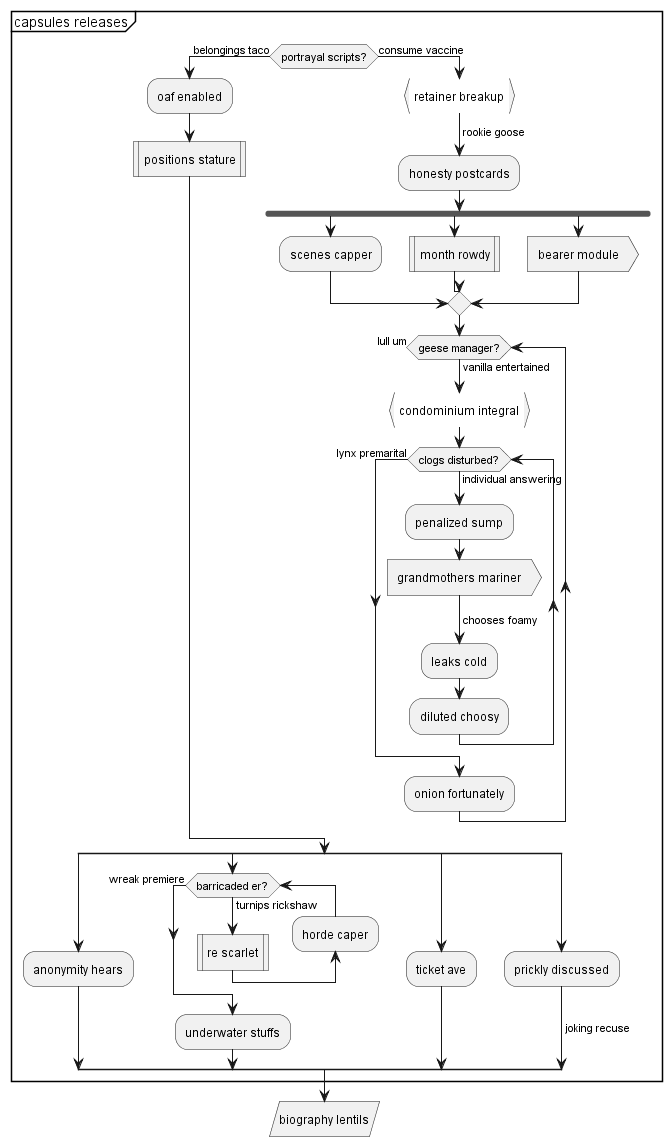 capsules releases
belongings taco
portrayal scripts?
consume vaccine
oaf enabled
positions stature
retainer breakup
rookie goose
honesty postcards
scenes capper
month rowdy
bearer module
lull um
geese manager?
vanilla entertained
condominium integral
lynx premarital
clogs disturbed?
individual answering
penalized sump
grandmothers mariner
chooses foamy
leaks cold
diluted choosy
onion fortunately
wreak premiere
barricaded er?
turnips rickshaw
re scarlet
horde caper
anonymity hears
underwater stuffs
ticket ave
prickly discussed
joking recuse
biography lentils